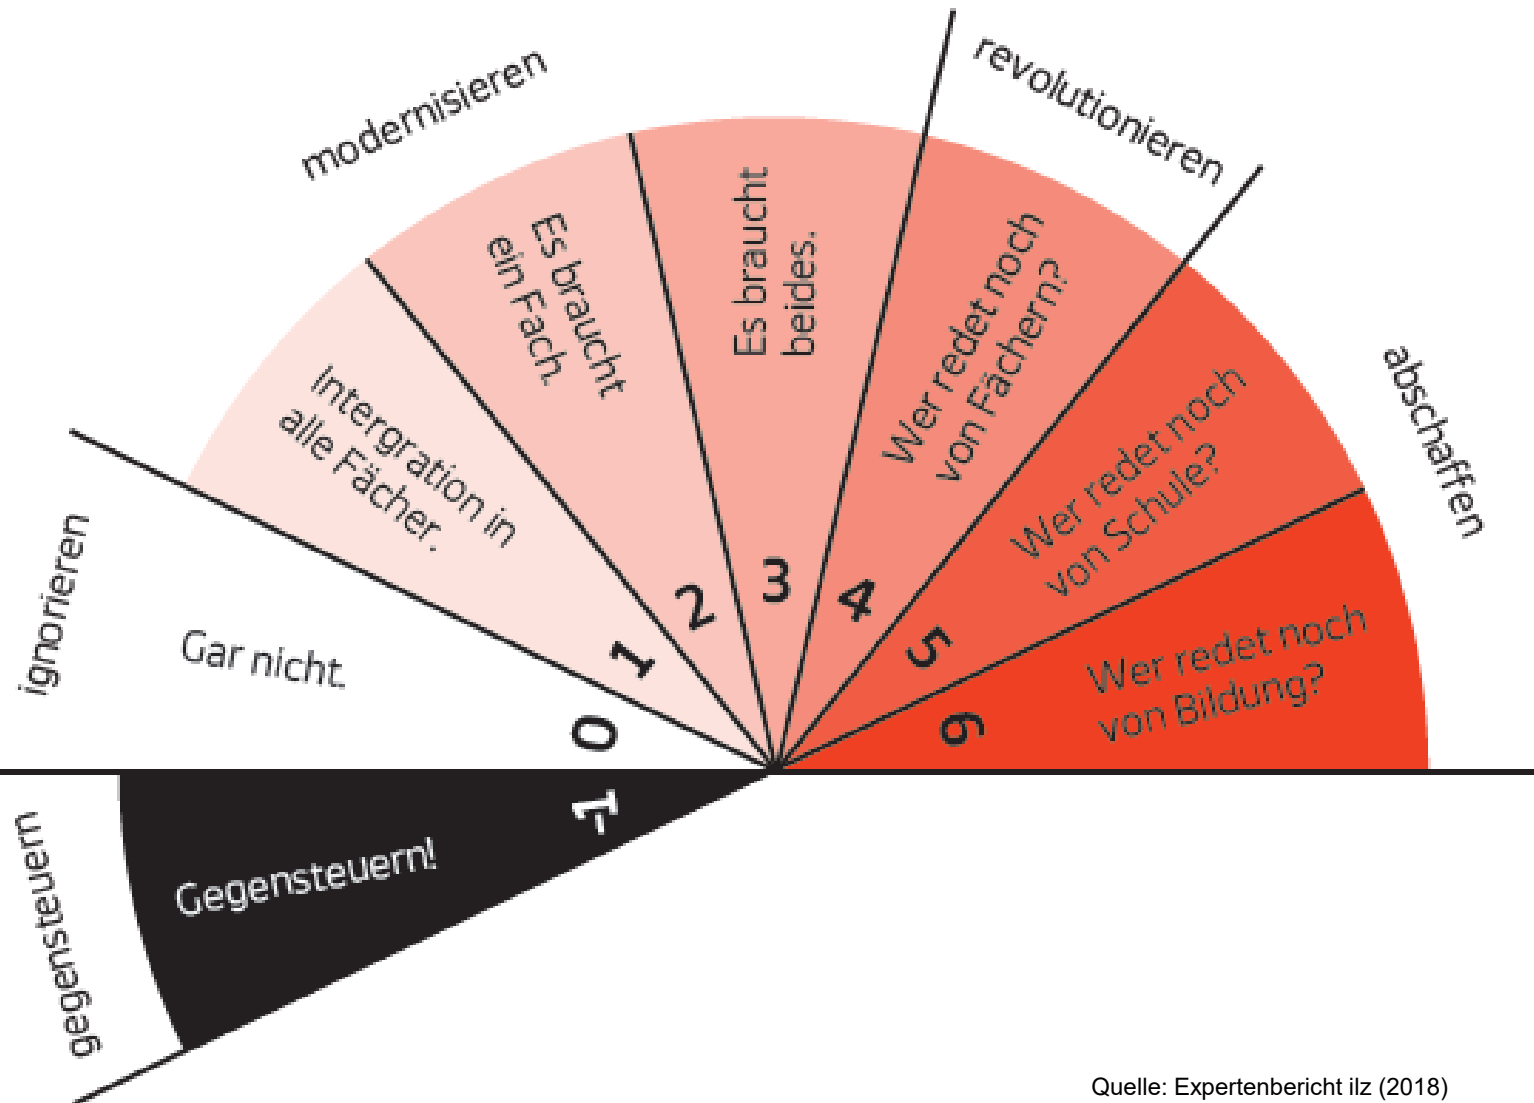 gegensteuern
Gegensteuern!
-1
ignorieren
Gar nicht.
0
modernisieren
Intergration in
alle Fächer.
1
Es braucht
ein Fach.
2
Es braucht
beides.
3
revolutionieren
Wer redet noch
von Fächern?
4
abschaffen
Wer redet noch
von Schule?
5
Wer redet noch
von Bildung?
6
Quelle: Expertenbericht ilz (2018)